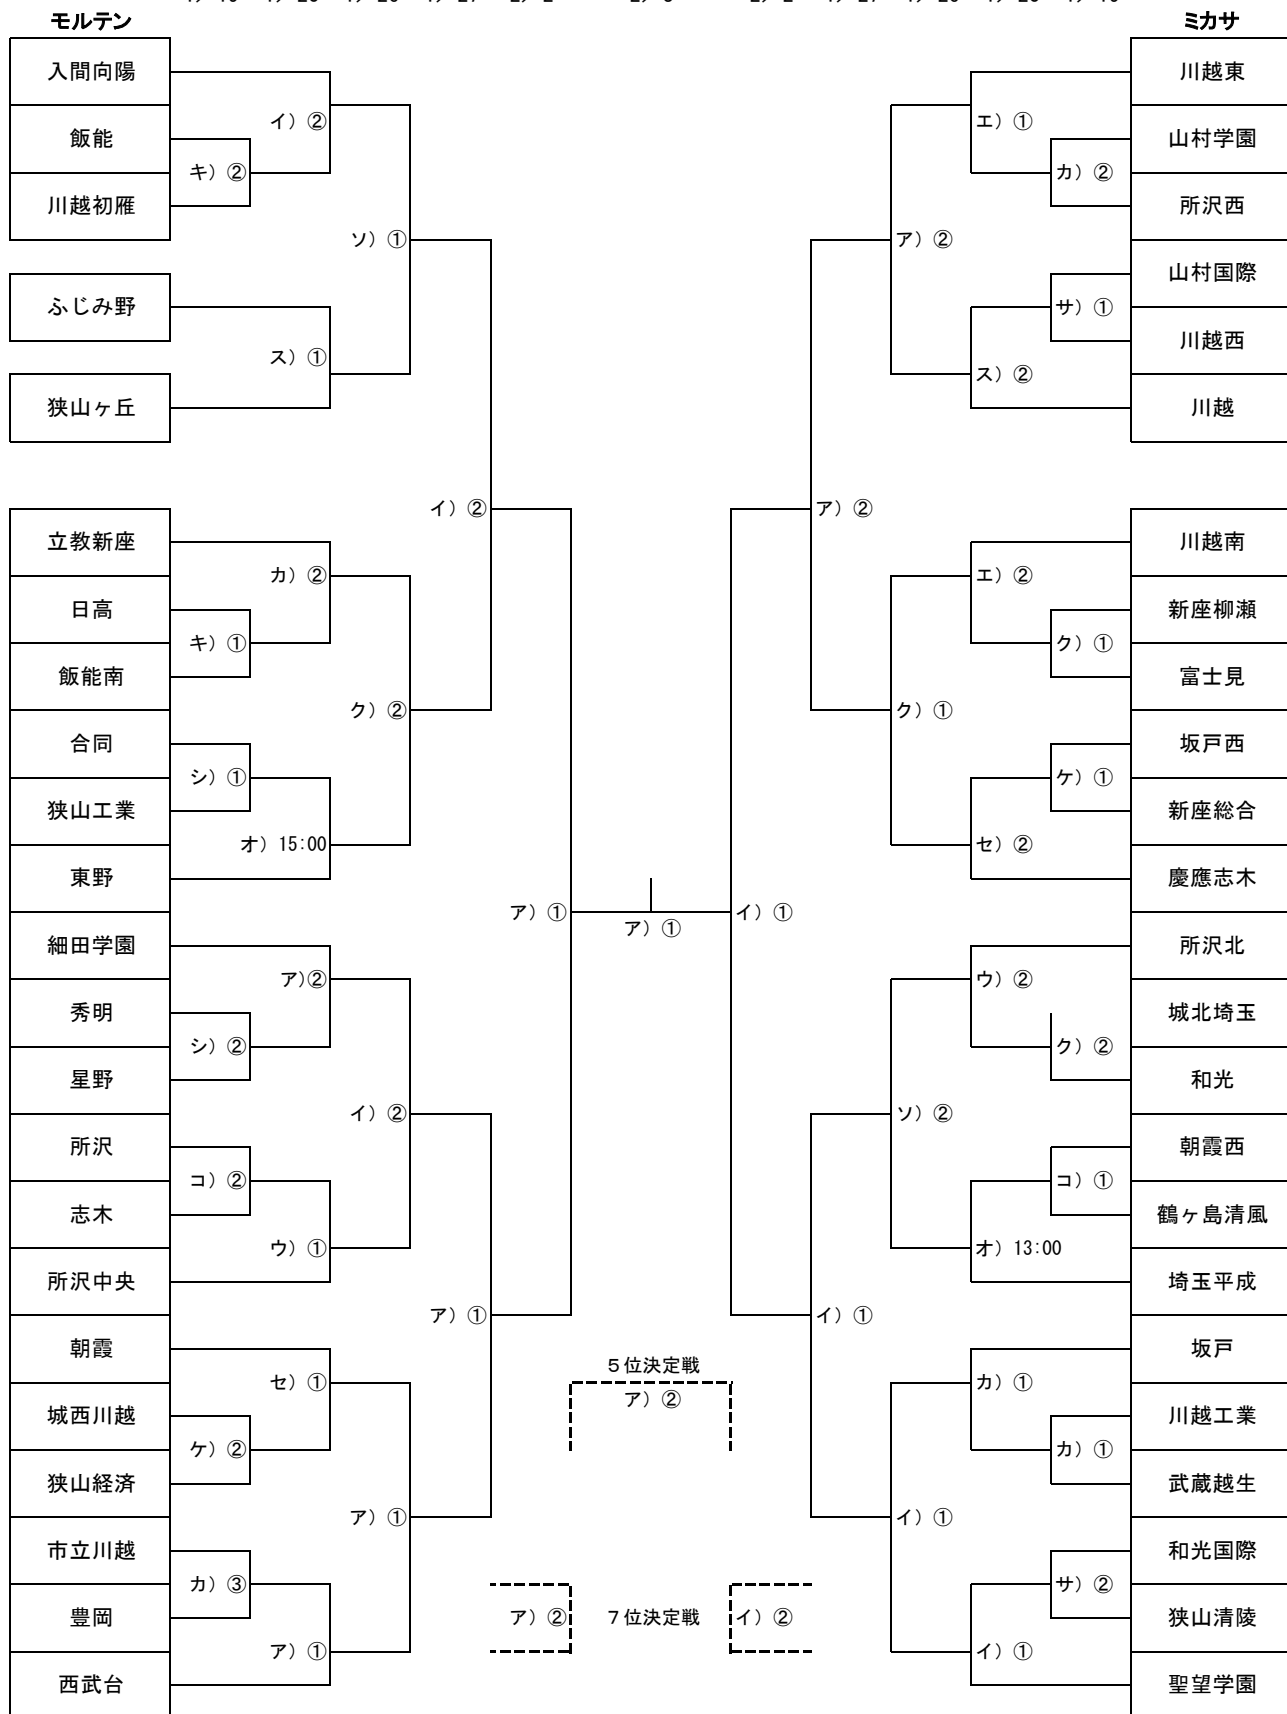 モルテン
ミカサ
入間向陽
飯能
川越初雁
ふじみ野
狭山ヶ丘
立教新座
日高
飯能南
合同
狭山工業
東野
細田学園
秀明
星野
所沢
志木
所沢中央
朝霞
城西川越
狭山経済
市立川越
豊岡
西武台
キ）②
キ）①
シ）①
シ）②
コ）②
ケ）②
カ）③
イ）②
ス）①
カ）②
オ）15:00
ア)②
ウ）①
セ）①
ア）①
ソ）①
ク）②
イ）②
ア）①
イ）②
ア）①
ア）①
ア）①
イ）①
５位決定戦
ア）②
ア）②
７位決定戦
イ）②
ア）②
イ）①
ア）②
ク）①
ソ）②
イ）①
エ）①
ス）②
エ）②
セ）②
ウ）②
オ）13:00
カ）①
イ）①
カ）②
サ）①
ク）①
ケ）①
ク）②
コ）①
カ）①
サ）②
川越東
山村学園
所沢西
山村国際
川越西
川越
川越南
新座柳瀬
富士見
坂戸西
新座総合
慶應志木
所沢北
城北埼玉
和光
朝霞西
鶴ヶ島清風
埼玉平成
坂戸
川越工業
武蔵越生
和光国際
狭山清陵
聖望学園